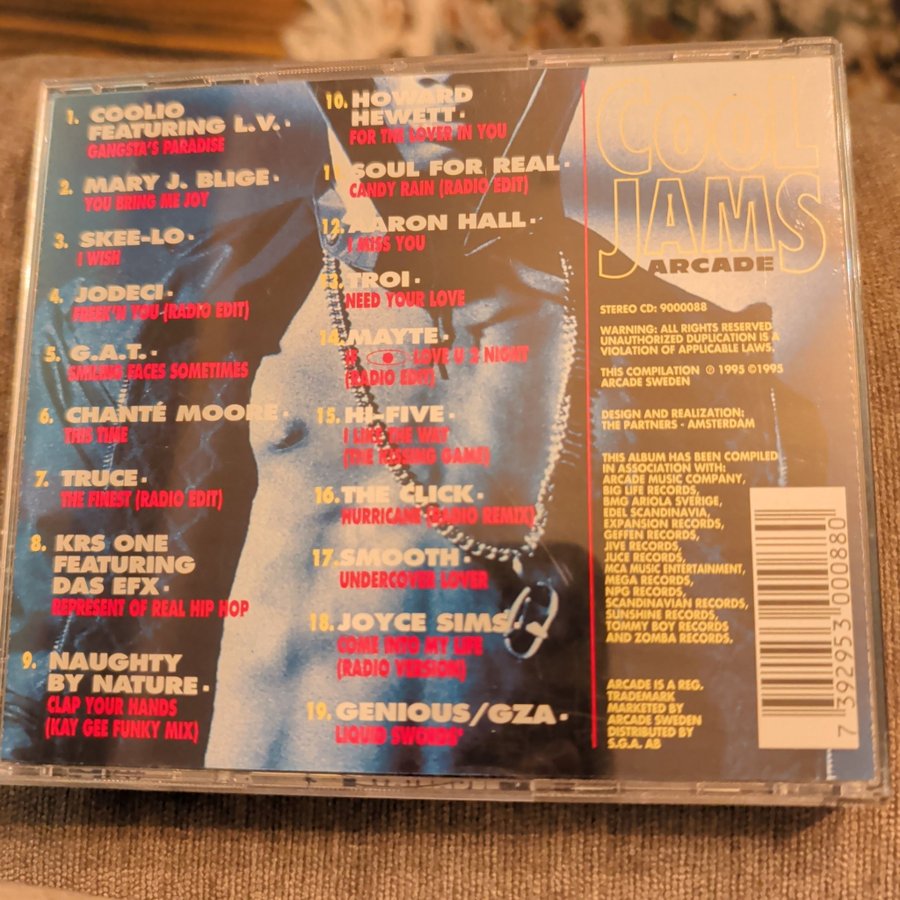 1. COOLIO
FEATURING L.V. •
GANGSTA'S PARADISE
2. MARY J. BLIGE •
YOU BRING ME JOY
3. SKEE-LO •
I WISH
4. JODECI •
FREEK'N YOU (RADIO EDIT)
5. G.A.T. •
SMILING FACES SOMETIMES
6. CHANTÉ MOORE •
THIS TIME
7. TRUCE •
THE FINEST (RADIO EDIT)
8. KRS ONE
FEATURING
DAS EFX •
REPRESENT OF REAL HIP HOP
9. NAUGHTY
BY NATURE •
CLAP YOUR HANDS
(KAY GEE FUNKY MIX)
10. HOWARD
HEWETT •
FOR THE LOVER IN YOU
11. SOUL FOR REAL •
CANDY RAIN (RADIO EDIT)
12. AARON HALL •
I MISS YOU
13. TROI •
NEED YOUR LOVE
14. MAYTE •
IF LOVE U 2 NIGHT
(RADIO EDIT)
15. HI-FIVE •
I LIKE THE WAY
(THE KISSING GAME)
16. THE CLICK •
HURRICANE (RADIO REMIX)
17. SMOOTH •
UNDERCOVER LOVER
18. JOYCE SIMS •
COME INTO MY LIFE
(RADIO VERSION)
19. GENIOUS/GZA •
LIQUID SWORDS*
COOL
JAMS
ARCADE
STEREO CD: 9000088
WARNING: ALL RIGHTS RESERVED
UNAUTHORIZED DUPLICATION IS A
VIOLATION OF APPLICABLE LAWS.
THIS COMPILATION ℗ 1995 ©1995
ARCADE SWEDEN
DESIGN AND REALIZATION:
THE PARTNERS - AMSTERDAM
THIS ALBUM HAS BEEN COMPILED
IN ASSOCIATION WITH:
ARCADE MUSIC COMPANY,
BIG LIFE RECORDS,
BMG ARIOLA SVERIGE,
EDEL SCANDINAVIA,
EXPANSION RECORDS,
GEFFEN RECORDS,
JIVE RECORDS,
JUCE RECORDS,
MCA MUSIC ENTERTAINMENT,
MEGA RECORDS,
NPG RECORDS,
SCANDINAVIAN RECORDS,
SUNSHINE RECORDS,
TOMMY BOY RECORDS
AND ZOMBA RECORDS.
ARCADE IS A REG.
TRADEMARK
MARKETED BY
ARCADE SWEDEN
DISTRIBUTED BY
S.G.A. AB
7 392953 000880